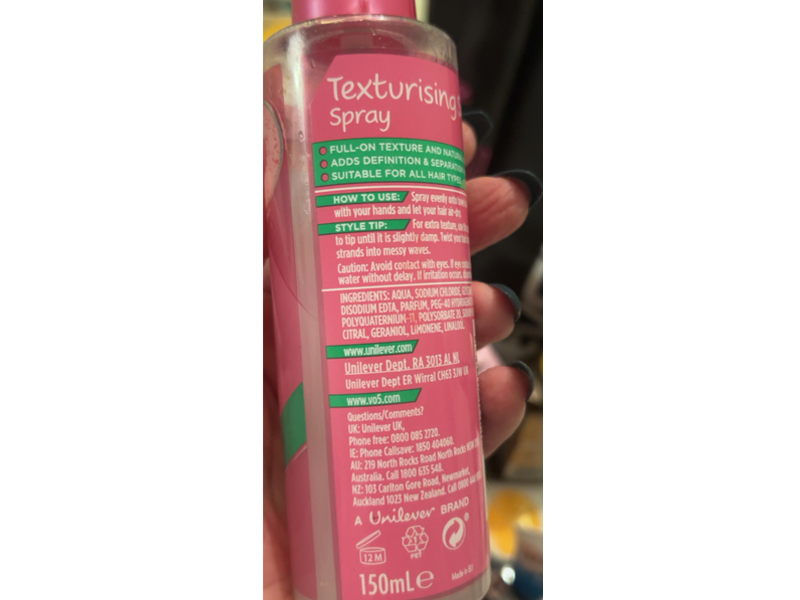 Texturising
Spray
FULL-ON TEXTURE AND NATURAL
ADDS DEFINITION & SEPARATION
SUITABLE FOR ALL HAIR TYPES
HOW TO USE: Spray evenly onto
with your hands and let your hair air-dry.
STYLE TIP: For extra texture, use
to tip until it is slightly damp. Twist your
strands into messy waves.
Caution: Avoid contact with eyes. If eyes
water without delay. If irritation occurs,
INGREDIENTS: AQUA, SODIUM CHLORIDE,
DISODIUM EDTA, PARFUM, PEG-40
POLYQUATERNIUM-11, POLYSORBATE 20,
CITRAL, GERANIOL, LIMONENE, LINALOOL.
www.unilever.com
Unilever Dept. RA 3013 AL NL
Unilever Dept ER Wirral CH63 3JW UK
www.vo5.com
Questions/Comments?
UK: Unilever UK,
Phone free: 0800 085 2720.
IE: Phone Callsave: 1850 404060.
AU: 219 North Rocks Road North Rocks NSW
Australia. Call 1800 635 548.
NZ: 103 Carlton Gore Road, Newmarket,
Auckland 1023 New Zealand. Call 0800
A Unilever BRAND
12M
1
PET
150mLe
Made in EU